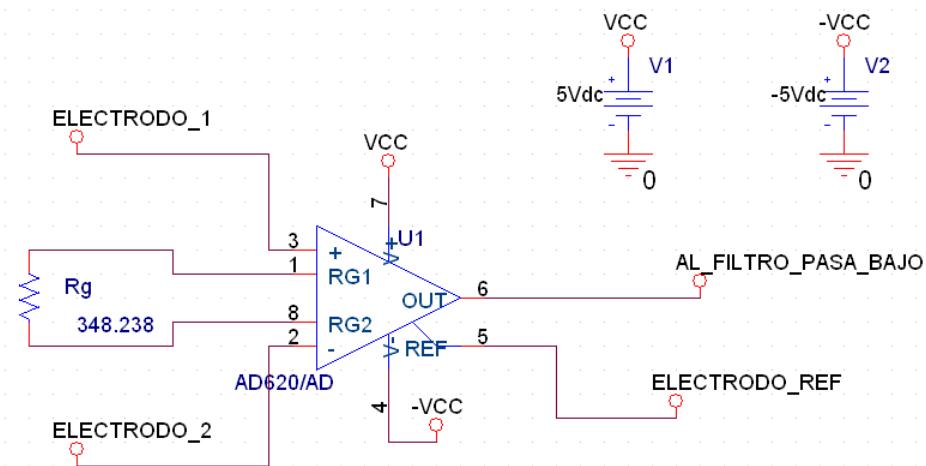 VCC
-VCC
+
V1
+
V2
5Vdc
-5Vdc
-
-
0
0
ELECTRODO_1
VCC
7
U1
3
+
V+
1
RG1
AL_FILTRO_PASA_BAJO
Rg
OUT
6
348.238
8
RG2
2
-
V-
REF
5
AD620/AD
ELECTRODO_REF
4
-VCC
ELECTRODO_2